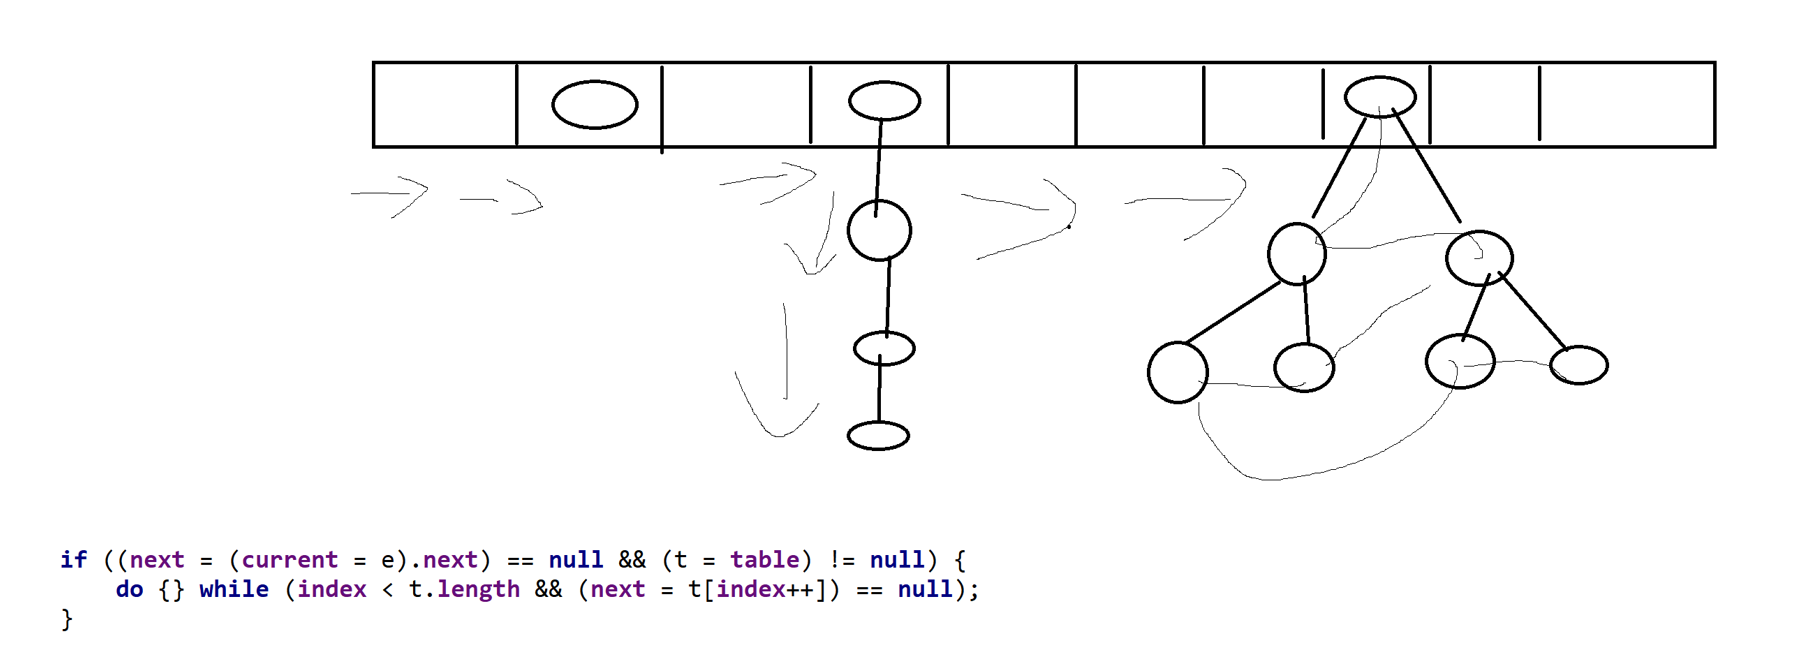 if ((next = (current = e).next) == null && (t = table) != null) {
    do {} while (index < t.length && (next = t[index++]) == null);
}